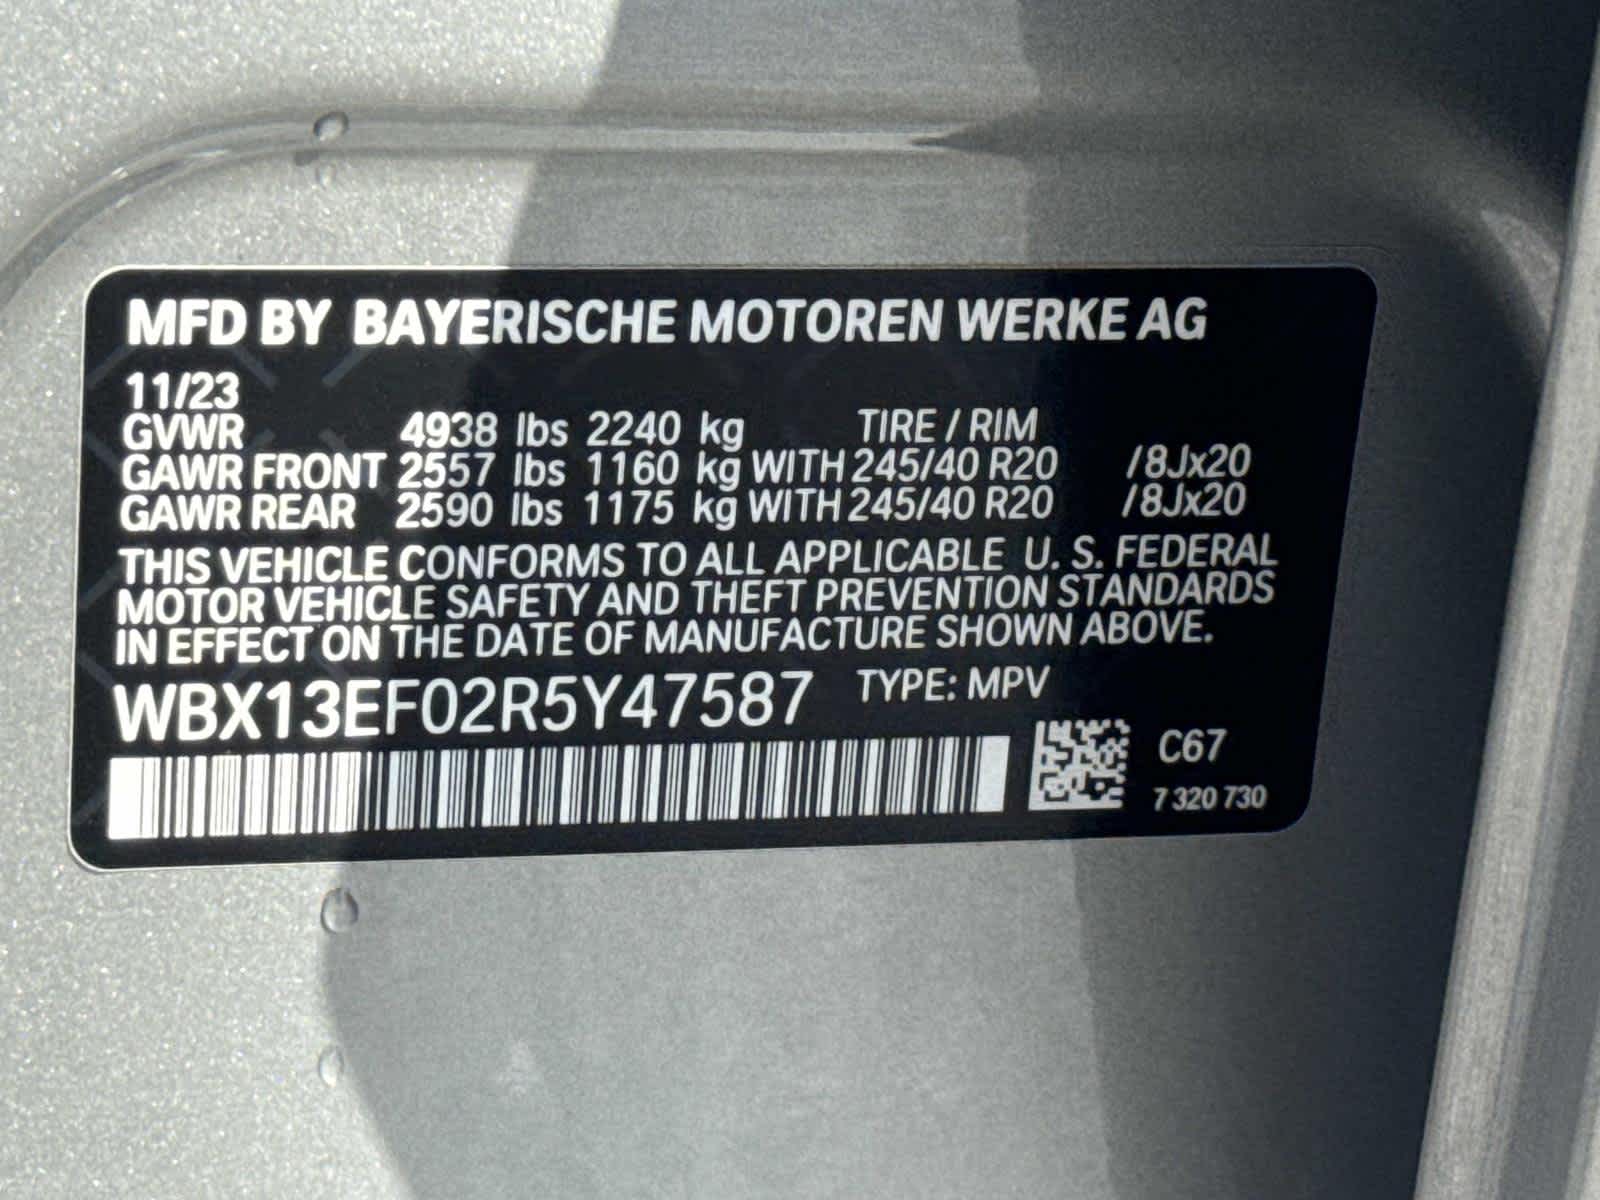 MFD BY BAYERISCHE MOTOREN WERKE AG
11/23
GVWR 4938 lbs 2240 kg TIRE / RIM
GAWR FRONT 2557 lbs 1160 kg WITH 245/40 R20 /8Jx20
GAWR REAR 2590 lbs 1175 kg WITH 245/40 R20 /8Jx20
THIS VEHICLE CONFORMS TO ALL APPLICABLE U. S. FEDERAL
MOTOR VEHICLE SAFETY AND THEFT PREVENTION STANDARDS
IN EFFECT ON THE DATE OF MANUFACTURE SHOWN ABOVE.
WBX13EF02R5Y47587 TYPE: MPV
C67
7 320 730